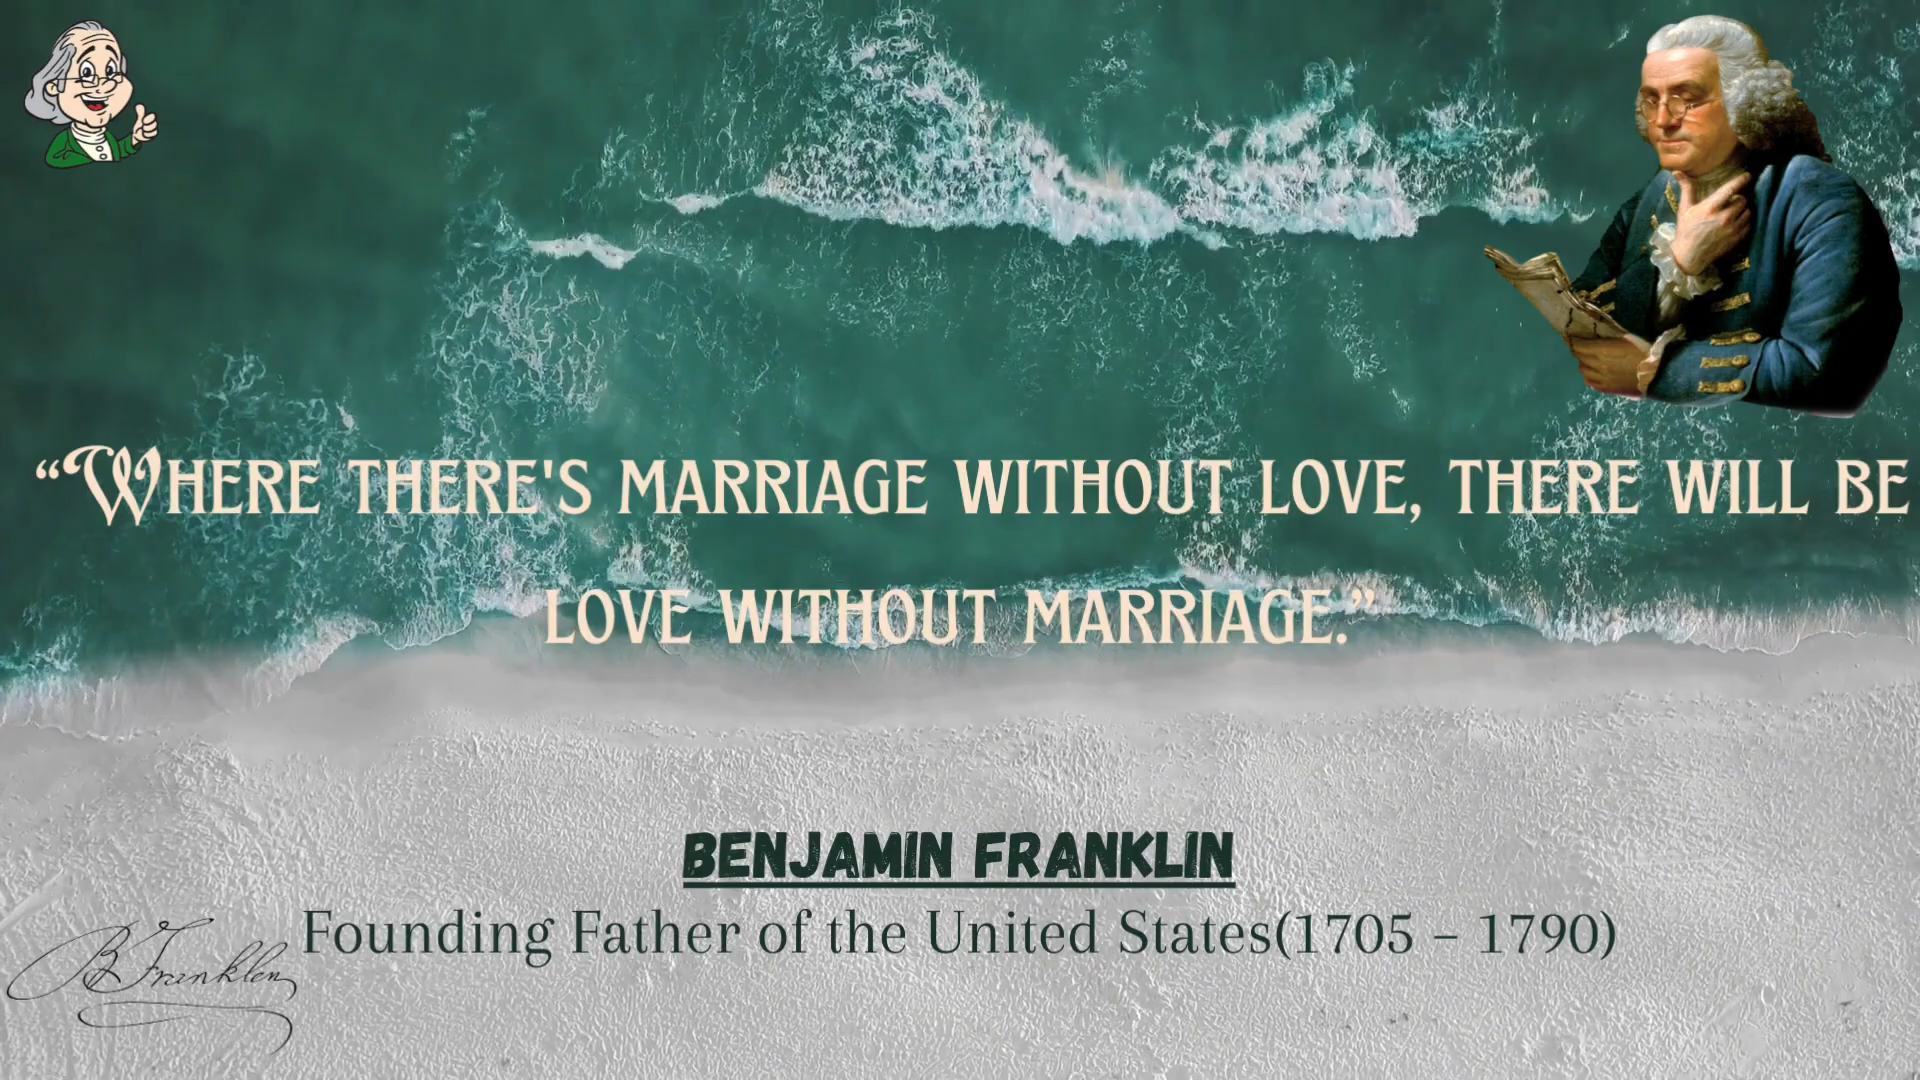 “WHERE THERE'S MARRIAGE WITHOUT LOVE, THERE WILL BE
LOVE WITHOUT MARRIAGE.”
BENJAMIN FRANKLIN
Founding Father of the United States(1705 – 1790)
B Franklin